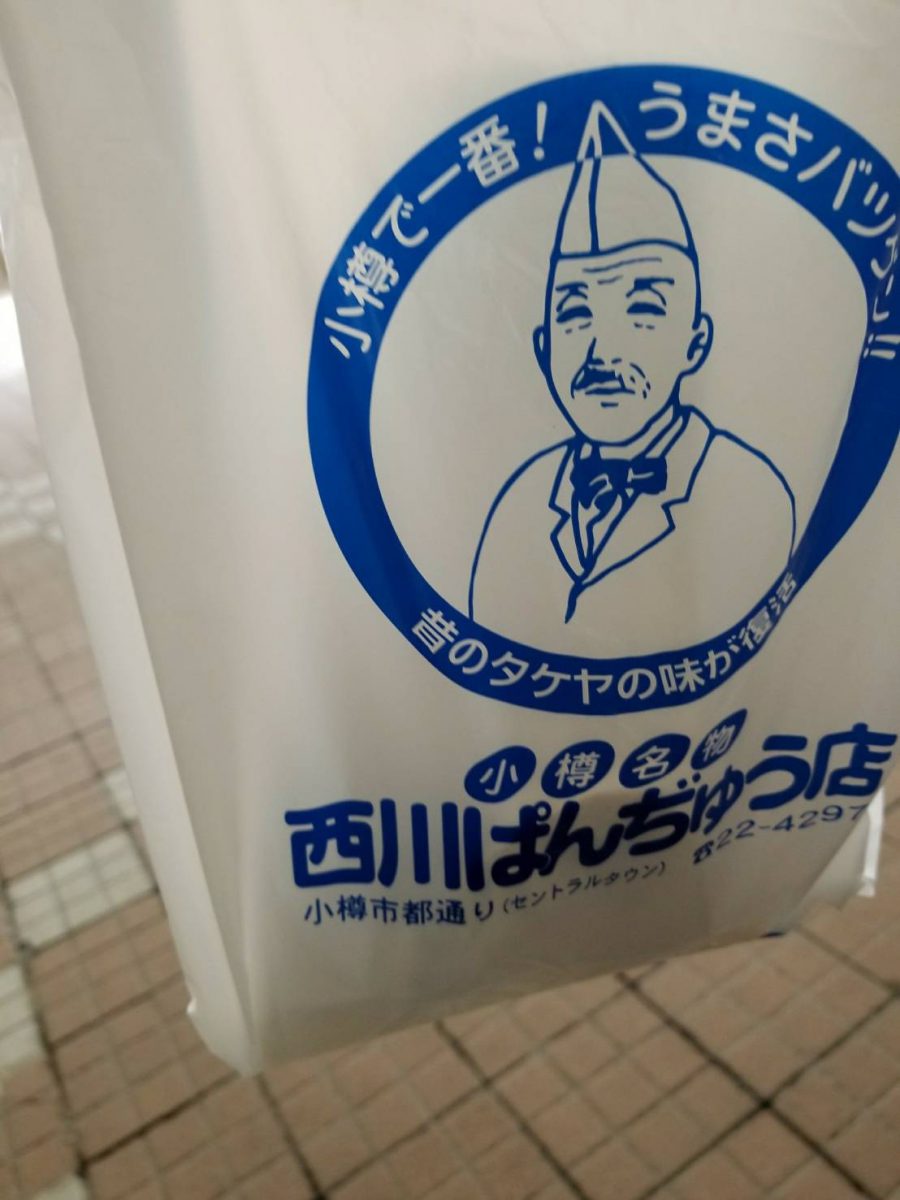 小樽で一番！うまさバツグン!!
昔のタケヤの味が復活
小樽名物
西川ぱんぢゅう店
小樽市都通り(セントラルタウン) ☎22-4297